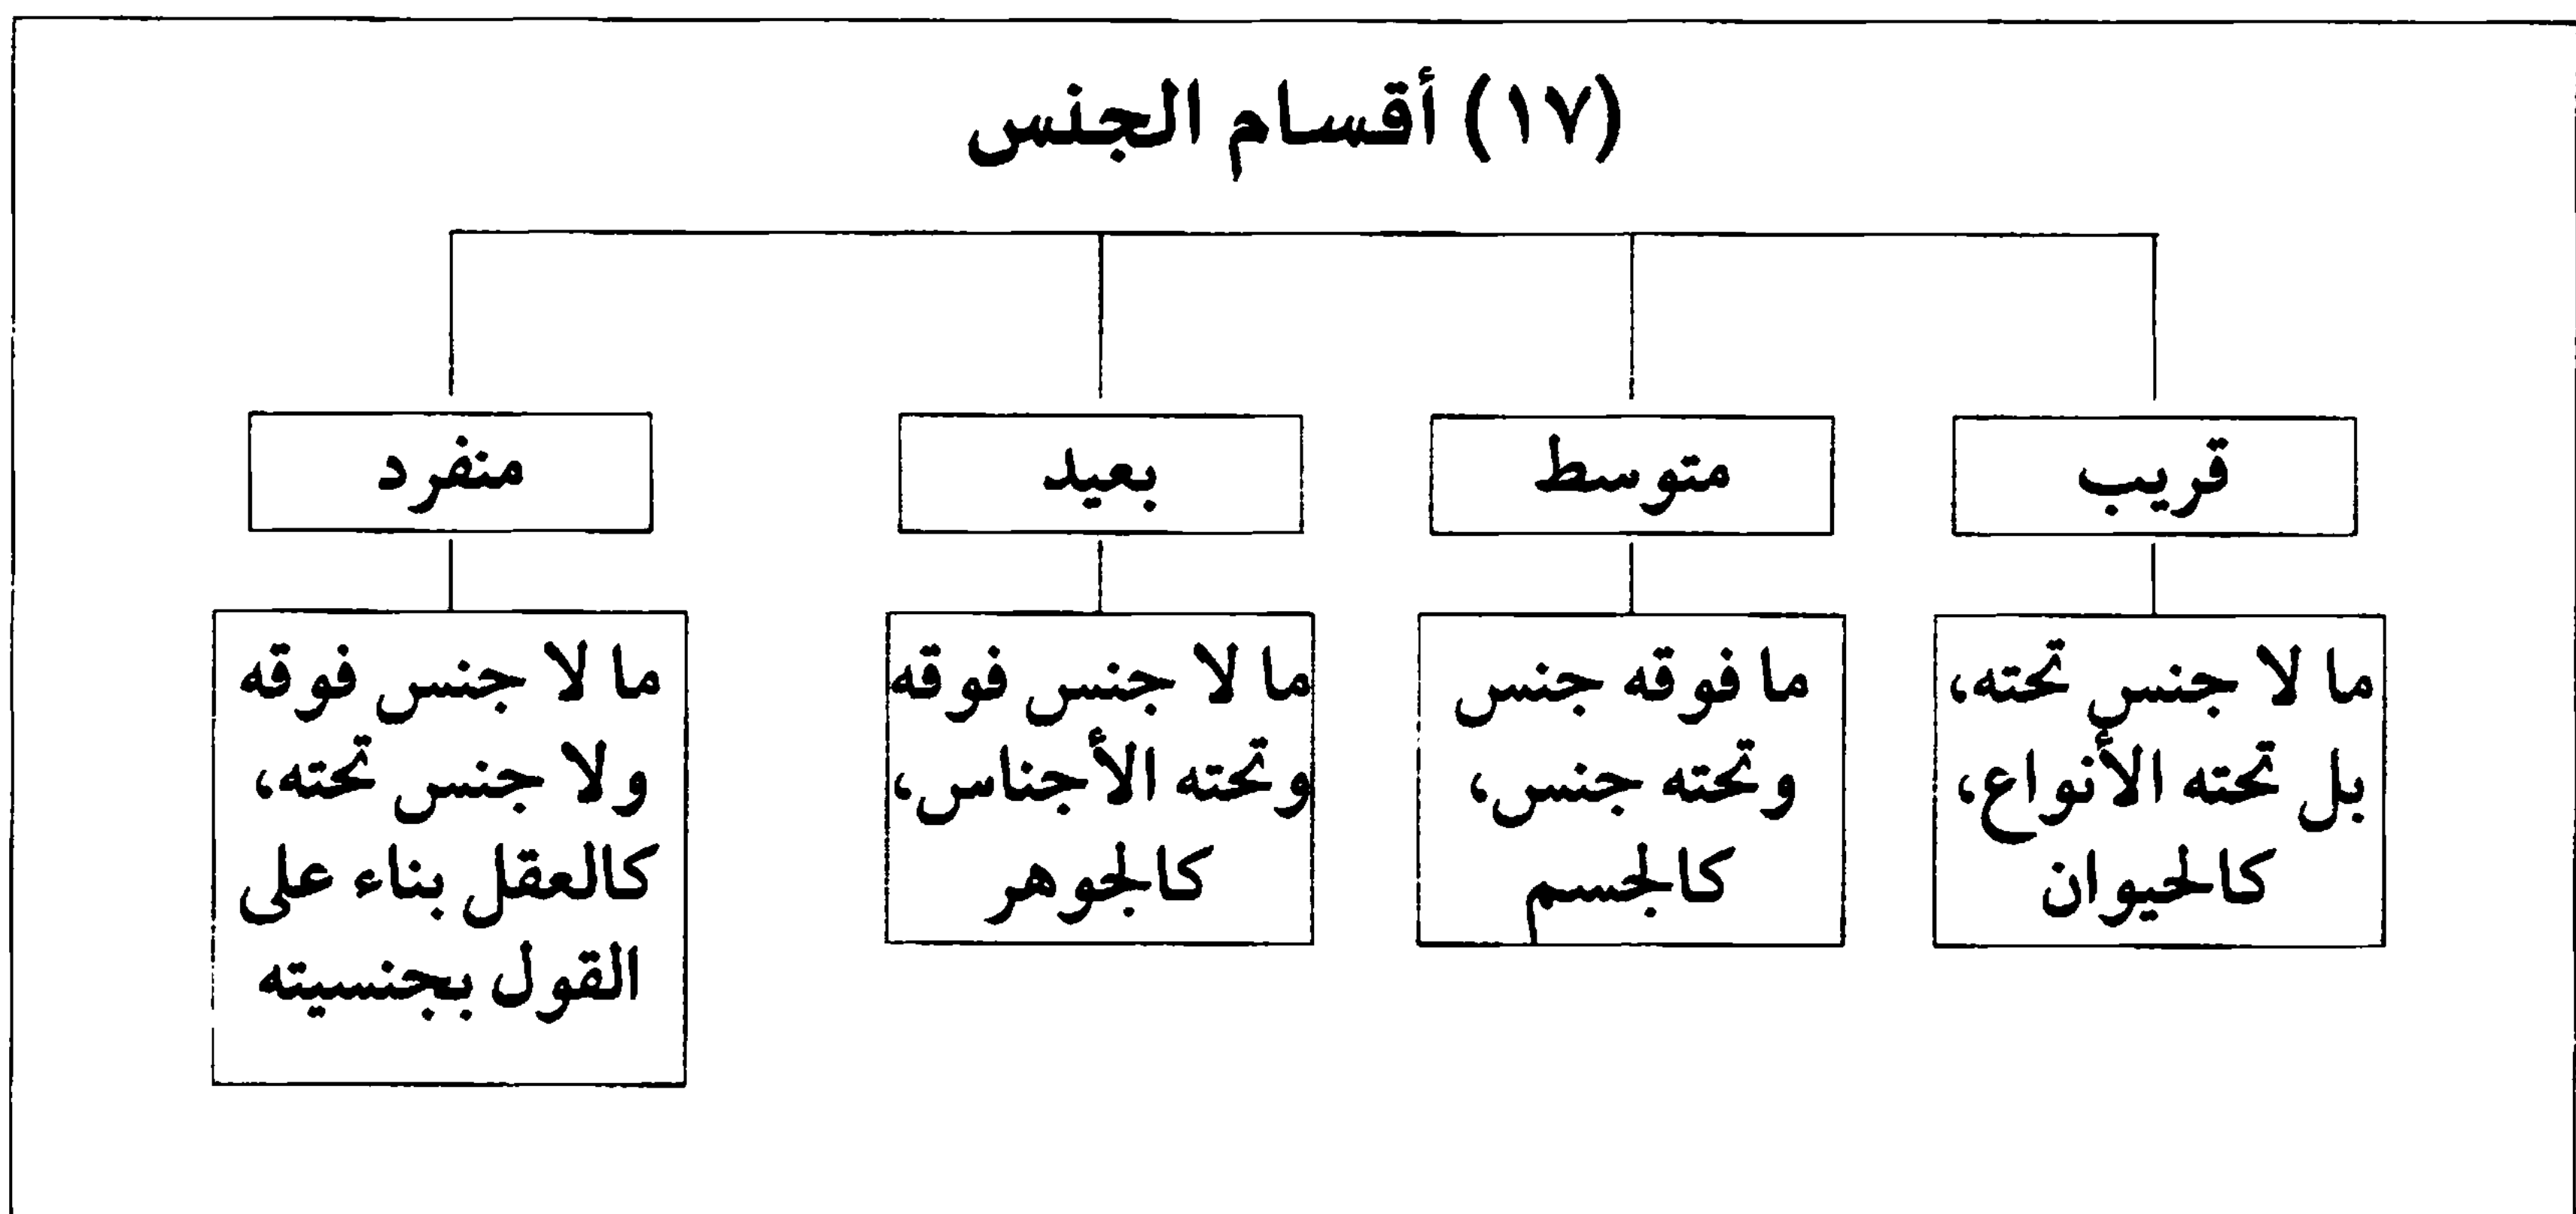 (١٧) أقسام الجنس
قريب
متوسط
بعيد
منفرد
ما لا جنس تحته،
بل تحته الأنواع،
كالحيوان
ما فوقه جنس
وتحته جنس،
كالجسم
ما لا جنس فوقه
وتحته الأجناس،
كالجوهر
ما لا جنس فوقه
ولا جنس تحته،
كالعقل بناء على
القول بجنسيته